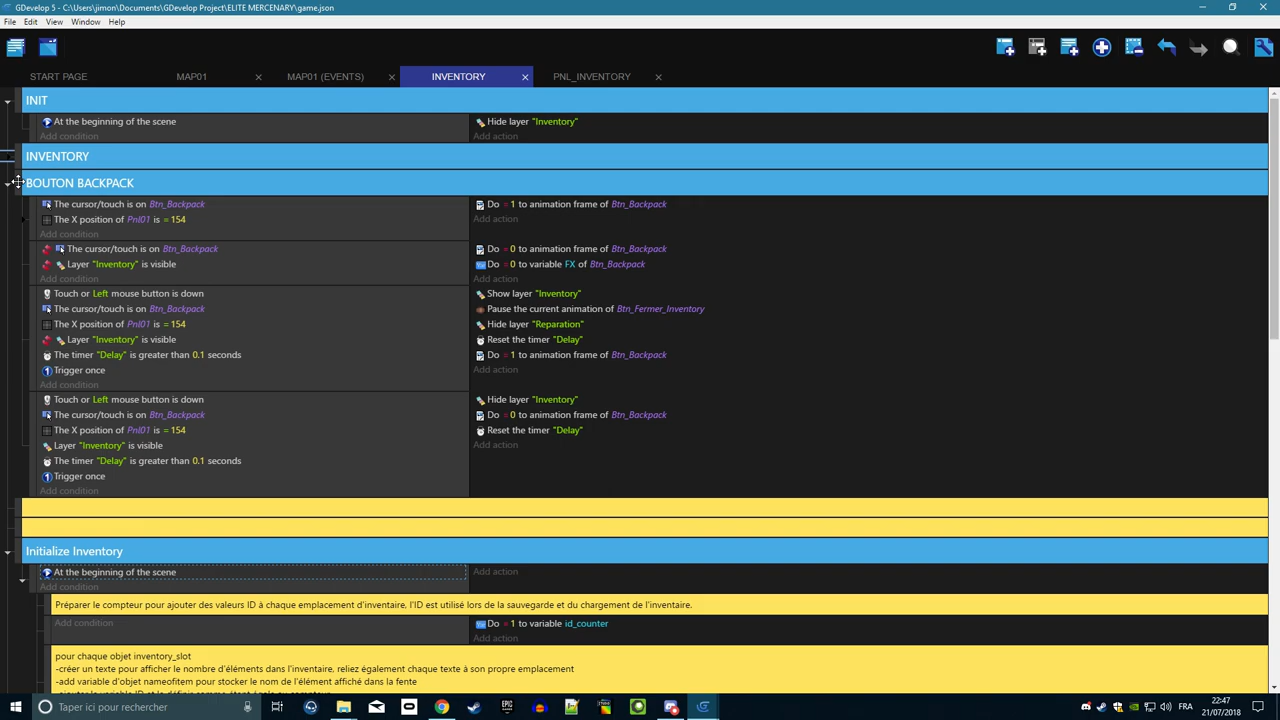 GDevelop 5 - C:\Users\jimon\Documents\GDevelop Project\ELITE MERCENARY\game.json
File Edit View Window Help
START PAGE MAP01 MAP01 (EVENTS) INVENTORY PNL_INVENTORY
INIT
At the beginning of the scene Hide layer "Inventory"
Add condition Add action
INVENTORY
BOUTON BACKPACK
The cursor/touch is on Btn_Backpack Do = 1 to animation frame of Btn_Backpack
The X position of Pnl01 is = 154 Add action
Add condition
The cursor/touch is on Btn_Backpack Do = 0 to animation frame of Btn_Backpack
Layer "Inventory" is visible Do = 0 to variable FX of Btn_Backpack
Add condition Add action
Touch or Left mouse button is down Show layer "Inventory"
The cursor/touch is on Btn_Backpack Pause the current animation of Btn_Fermer_Inventory
The X position of Pnl01 is = 154 Hide layer "Reparation"
Layer "Inventory" is visible Reset the timer "Delay"
The timer "Delay" is greater than 0.1 seconds Do = 1 to animation frame of Btn_Backpack
Trigger once Add action
Add condition
Touch or Left mouse button is down Hide layer "Inventory"
The cursor/touch is on Btn_Backpack Do = 0 to animation frame of Btn_Backpack
The X position of Pnl01 is = 154 Reset the timer "Delay"
Layer "Inventory" is visible Add action
The timer "Delay" is greater than 0.1 seconds
Trigger once
Add condition
Initialize Inventory
At the beginning of the scene Add action
Add condition
Préparer le compteur pour ajouter des valeurs ID à chaque emplacement d'inventaire, l'ID est utilisé lors de la sauvegarde et du chargement de l'inventaire.
Add condition Do = 1 to variable id_counter
Add action
pour chaque objet inventory_slot
-créer un texte pour afficher le nombre d'éléments dans l'inventaire, reliez également chaque texte à son propre emplacement
-add variable d'objet nameofitem pour stocker le nom de l'élément affiché dans la fente
Taper ici pour rechercher FRA 22:47
21/07/2018